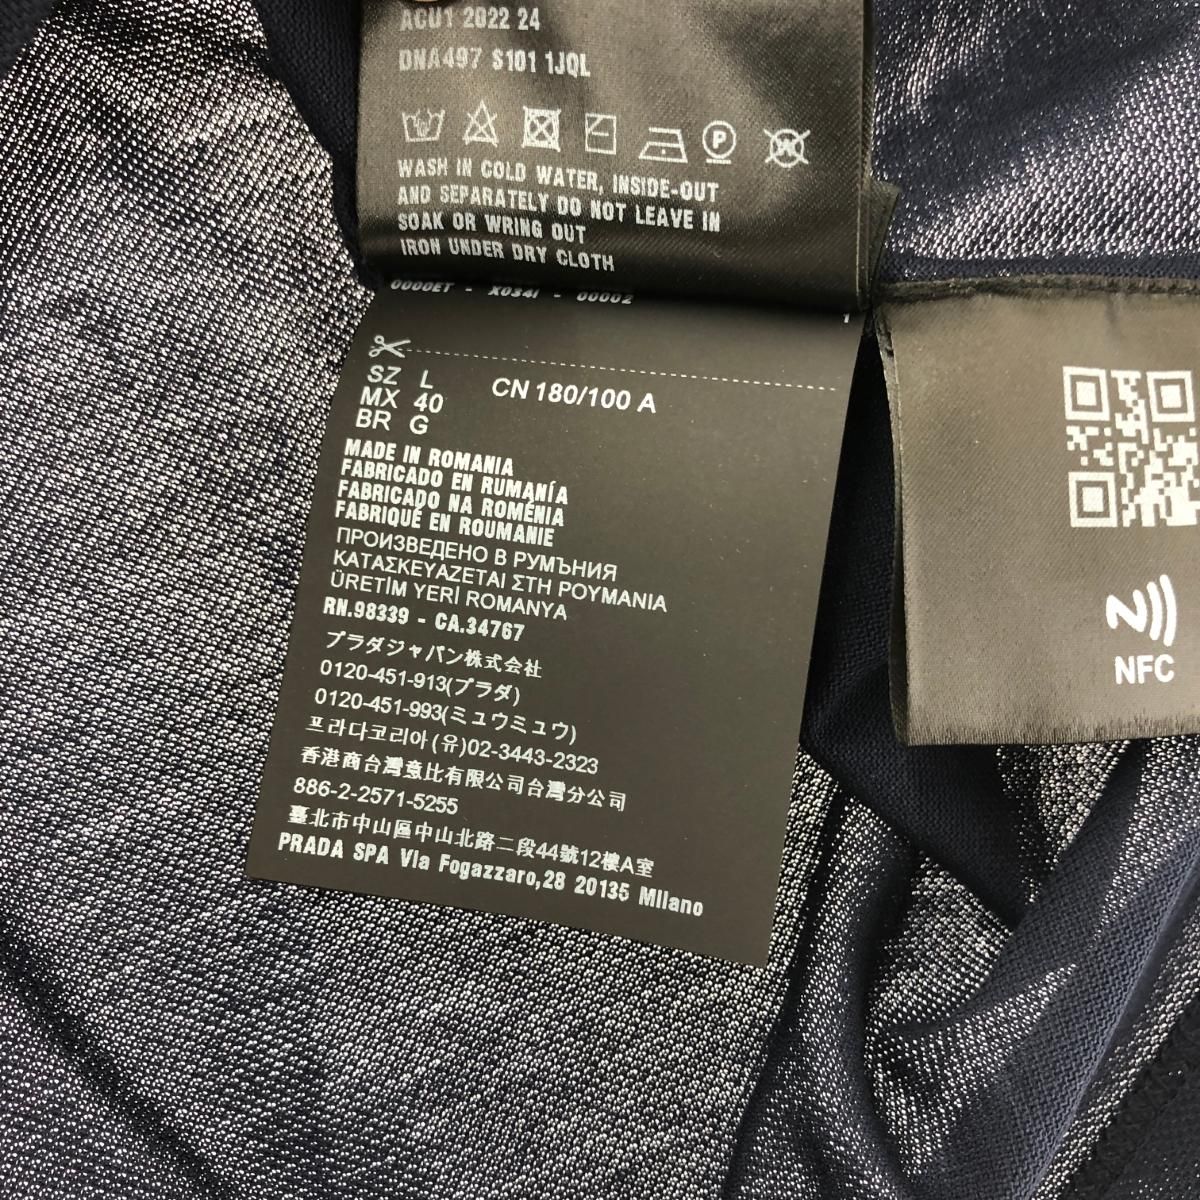 ACU1 2022 24
DNA497 S101 1JQL
P
W
WASH IN COLD WATER, INSIDE-OUT
AND SEPARATELY DO NOT LEAVE IN
SOAK OR WRING OUT
IRON UNDER DRY CLOTH
0000ET - X034I - 00002
1
SZ L CN 180/100 A
MX 40
BR G
MADE IN ROMANIA
FABRICADO EN RUMANÍA
FABRICADO NA ROMÉNIA
FABRIQUÉ EN ROUMANIE
ПРОИЗВЕДЕНО В РУМЪНИЯ
ΚΑΤΑΣΚΕΥΑΖΕΤΑΙ ΣΤΗ ΡΟΥΜΑΝΙΑ
ÜRETİM YERİ ROMANYA
RN.98339 - CA.34767
プラダジャパン株式会社
0120-451-913(プラダ)
0120-451-993(ミュウミュウ)
프라다코리아(유)02-3443-2323
香港商台灣意比有限公司台灣分公司
886-2-2571-5255
臺北市中山區中山北路二段44號12樓A室
PRADA SPA Via Fogazzaro,28 20135 Milano
NFC